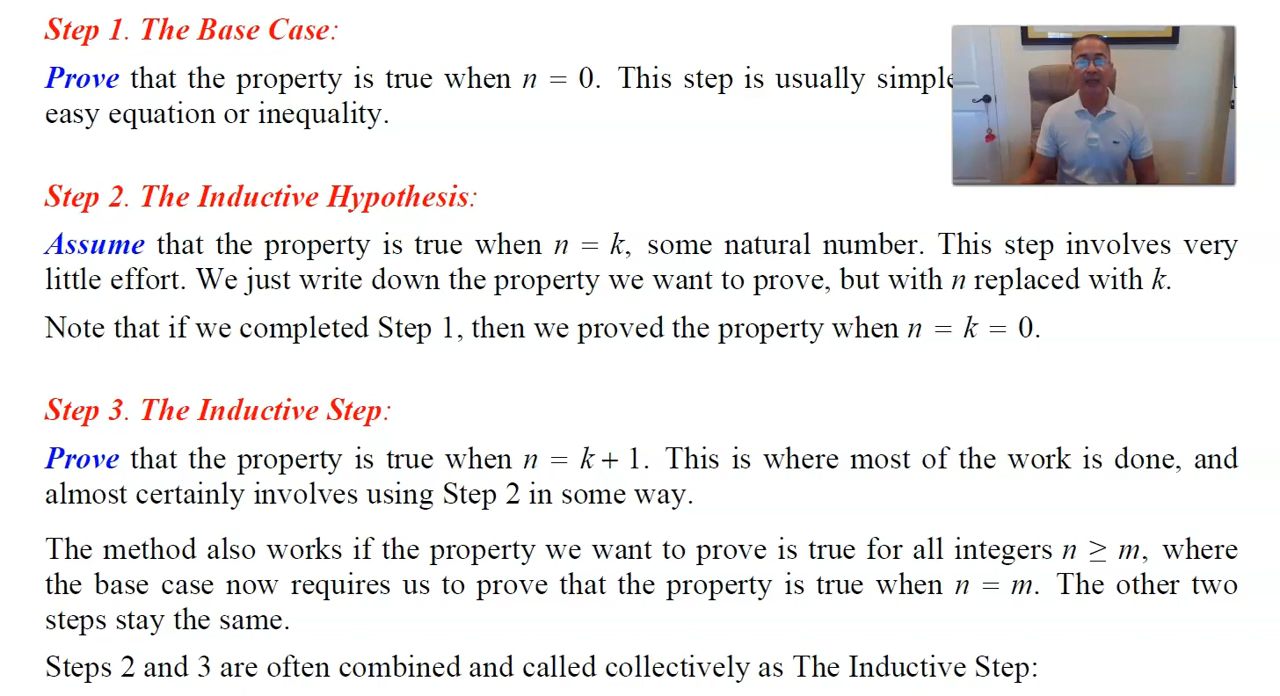 Step 1. The Base Case:
Prove that the property is true when n = 0. This step is usually simple
easy equation or inequality.
Step 2. The Inductive Hypothesis:
Assume that the property is true when n = k, some natural number. This step involves very
little effort. We just write down the property we want to prove, but with n replaced with k.
Note that if we completed Step 1, then we proved the property when n = k = 0.
Step 3. The Inductive Step:
Prove that the property is true when n = k + 1. This is where most of the work is done, and
almost certainly involves using Step 2 in some way.
The method also works if the property we want to prove is true for all integers n ≥ m, where
the base case now requires us to prove that the property is true when n = m. The other two
steps stay the same.
Steps 2 and 3 are often combined and called collectively as The Inductive Step: